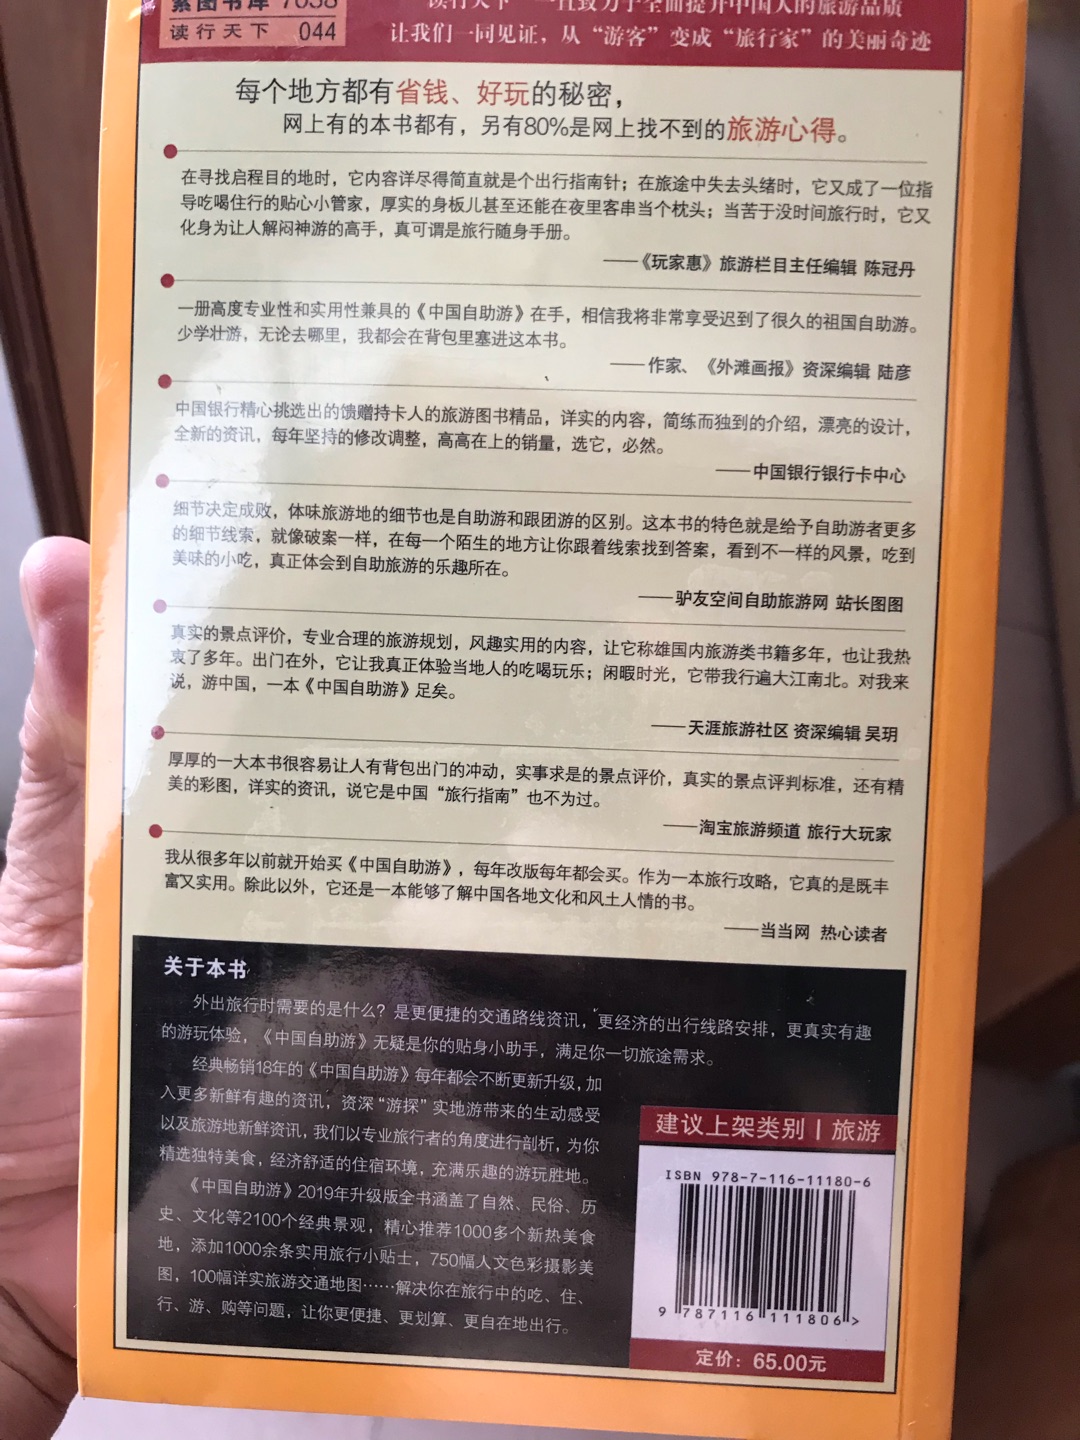 紫图书库 7038
读行天下 044
读行天下 一直致力于全面提升中国人的旅游品质
让我们一同见证，从“游客”变成“旅行家”的美丽奇迹
每个地方都有省钱、好玩的秘密，
网上有的本书都有，另有80%是网上找不到的旅游心得。
在寻找启程目的地时，它内容详尽得简直就是个出行指南针；在旅途中失去头绪时，它又成了一位指
导吃喝住行的贴心小管家，厚实的身板儿甚至还能在夜里客串当个枕头；当苦于没时间旅行时，它又
化身为让人解闷神游的高手，真可谓是旅行随身手册。
——《玩家惠》旅游栏目主任编辑 陈冠丹
一册高度专业性和实用性兼具的《中国自助游》在手，相信我将非常享受迟到了很久的祖国自助游。
少学壮游，无论去哪里，我都会在背包里塞进这本书。
——作家、《外滩画报》资深编辑 陆彦
中国银行精心挑选出的馈赠持卡人的旅游图书精品，详实的内容，简练而独到的介绍，漂亮的设计，
全新的资讯，每年坚持的修改调整，高高在上的销量，选它，必然。
——中国银行银行卡中心
细节决定成败，体味旅游地的细节也是自助游和跟团游的区别。这本书的特色就是给予自助游者更多
的细节线索，就像破案一样，在每一个陌生的地方让你跟着线索找到答案，看到不一样的风景，吃到
美味的小吃，真正体会到自助旅游的乐趣所在。
——驴友空间自助旅游网 站长图图
真实的景点评价，专业合理的旅游规划，风趣实用的内容，让它称雄国内旅游类书籍多年，也让我热
衷了多年。出门在外，它让我真正体验当地人的吃喝玩乐；闲暇时光，它带我行遍大江南北。对我来
说，游中国，一本《中国自助游》足矣。
——天涯旅游社区 资深编辑 吴玥
厚厚的一大本书很容易让人有背包出门的冲动，实事求是的景点评价，真实的景点评判标准，还有精
美的彩图，详实的资讯，说它是中国“旅行指南”也不为过。
——淘宝旅游频道 旅行大玩家
我从很多年以前就开始买《中国自助游》，每年改版每年都会买。作为一本旅行攻略，它真的是既丰
富又实用。除此以外，它还是一本能够了解中国各地文化和风土人情的书。
——当当网 热心读者
关于本书
外出旅行时需要的是什么？是更便捷的交通路线资讯，更经济的出行线路安排，更真实有趣
的游玩体验，《中国自助游》无疑是你的贴身小助手，满足你一切旅途需求。
经典畅销18年的《中国自助游》每年都会不断更新升级，加
入更多新鲜有趣的资讯，资深“游探”实地游带来的生动感受
以及旅游地新鲜资讯，我们以专业旅行者的角度进行剖析，为你
精选独特美食，经济舒适的住宿环境，充满乐趣的游玩胜地。
《中国自助游》2019年升级版全书涵盖了自然、民俗、历
史、文化等2100个经典景观，精心推荐1000多个新热美食
地，添加1000余条实用旅行小贴士，750幅人文色彩摄影美
图，100幅详实旅游交通地图……解决你在旅行中的吃、住、
行、游、购等问题，让你更便捷、更划算、更自在地出行。
建议上架类别 | 旅游
ISBN 978-7-116-11180-6
9 787116 111806>
定价：65.00元